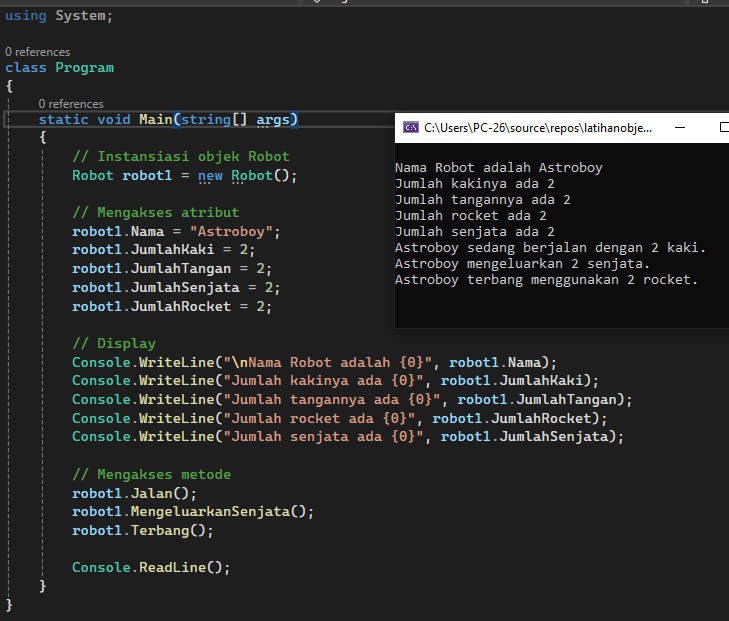 using System;
0 references
class Program
{
0 references
static void Main(string[] args)
{
// Instansiasi objek Robot
Robot robot1 = new Robot();
// Mengakses atribut
robot1.Nama = "Astroboy";
robot1.JumlahKaki = 2;
robot1.JumlahTangan = 2;
robot1.JumlahSenjata = 2;
robot1.JumlahRocket = 2;
// Display
Console.WriteLine("\nNama Robot adalah {0}", robot1.Nama);
Console.WriteLine("Jumlah kakinya ada {0}", robot1.JumlahKaki);
Console.WriteLine("Jumlah tangannya ada {0}", robot1.JumlahTangan);
Console.WriteLine("Jumlah rocket ada {0}", robot1.JumlahRocket);
Console.WriteLine("Jumlah senjata ada {0}", robot1.JumlahSenjata);
// Mengakses metode
robot1.Jalan();
robot1.MengeluarkanSenjata();
robot1.Terbang();
Console.ReadLine();
}
}
C:\Users\PC-26\source\repos\latihanobje...
Nama Robot adalah Astroboy
Jumlah kakinya ada 2
Jumlah tangannya ada 2
Jumlah rocket ada 2
Jumlah senjata ada 2
Astroboy sedang berjalan dengan 2 kaki.
Astroboy mengeluarkan 2 senjata.
Astroboy terbang menggunakan 2 rocket.